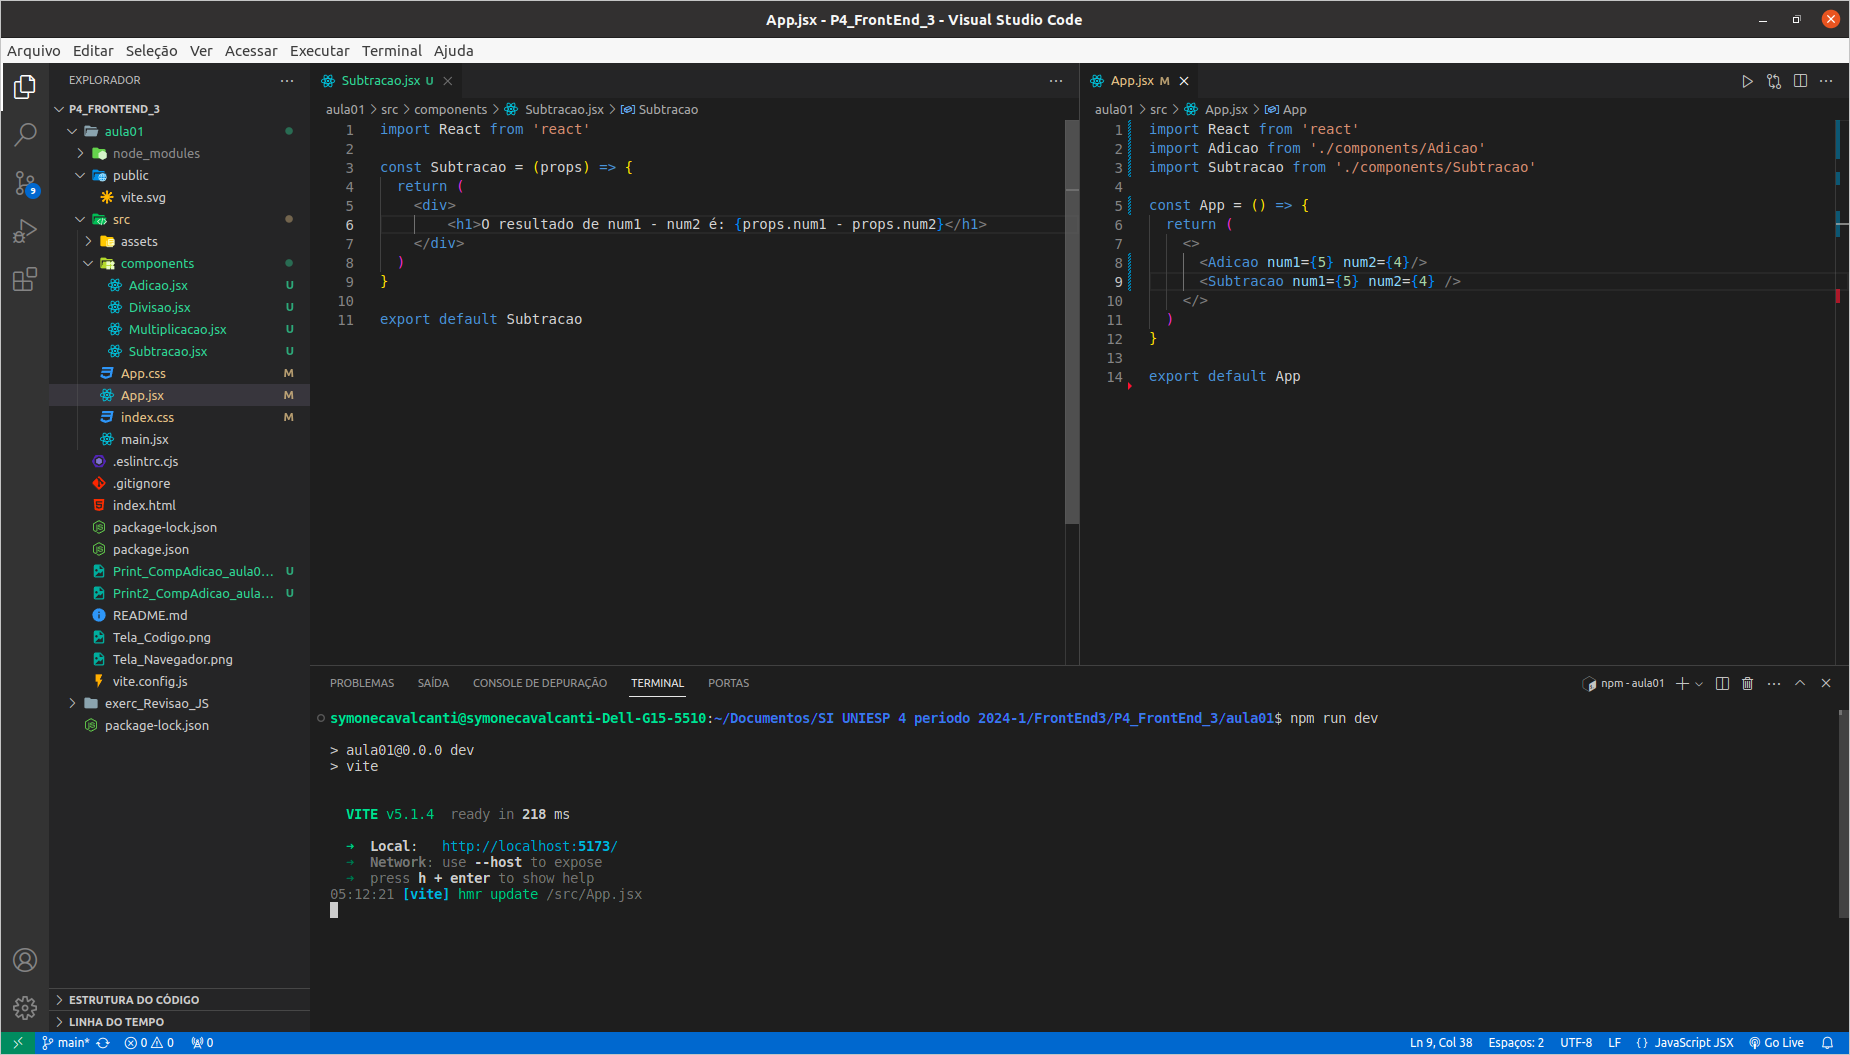 App.jsx - P4_FrontEnd_3 - Visual Studio Code
Arquivo Editar Seleção Ver Acessar Executar Terminal Ajuda
EXPLORADOR
P4_FRONTEND_3
aula01
node_modules
public
vite.svg
src
assets
components
Adicao.jsx U
Divisao.jsx U
Multiplicacao.jsx U
Subtracao.jsx U
App.css M
App.jsx M
index.css M
main.jsx
.eslintrc.cjs
.gitignore
index.html
package-lock.json
package.json
Print_CompAdicao_aula0... U
Print2_CompAdicao_aula... U
README.md
Tela_Codigo.png
Tela_Navegador.png
vite.config.js
exerc_Revisao_JS
package-lock.json
ESTRUTURA DO CÓDIGO
LINHA DO TEMPO
9
Subtracao.jsx U
aula01 > src > components > Subtracao.jsx > Subtracao
1 import React from 'react'
2
3 const Subtracao = (props) => {
4 return (
5 <div>
6 <h1>O resultado de num1 - num2 é: {props.num1 - props.num2}</h1>
7 </div>
8 )
9 }
10
11 export default Subtracao
App.jsx M
aula01 > src > App.jsx > App
1 import React from 'react'
2 import Adicao from './components/Adicao'
3 import Subtracao from './components/Subtracao'
4
5 const App = () => {
6 return (
7 <>
8 <Adicao num1={5} num2={4}/>
9 <Subtracao num1={5} num2={4} />
10 </>
11 )
12 }
13
14 export default App
PROBLEMAS SAÍDA CONSOLE DE DEPURAÇÃO TERMINAL PORTAS
npm - aula01
symonecavalcanti@symonecavalcanti-Dell-G15-5510:~/Documentos/SI UNIESP 4 periodo 2024-1/FrontEnd3/P4_FrontEnd_3/aula01$ npm run dev
> aula01@0.0.0 dev
> vite
VITE v5.1.4 ready in 218 ms
➜ Local: http://localhost:5173/
➜ Network: use --host to expose
➜ press h + enter to show help
05:12:21 [vite] hmr update /src/App.jsx
main* 0 0 0
Ln 9, Col 38 Espaços: 2 UTF-8 LF {} JavaScript JSX Go Live